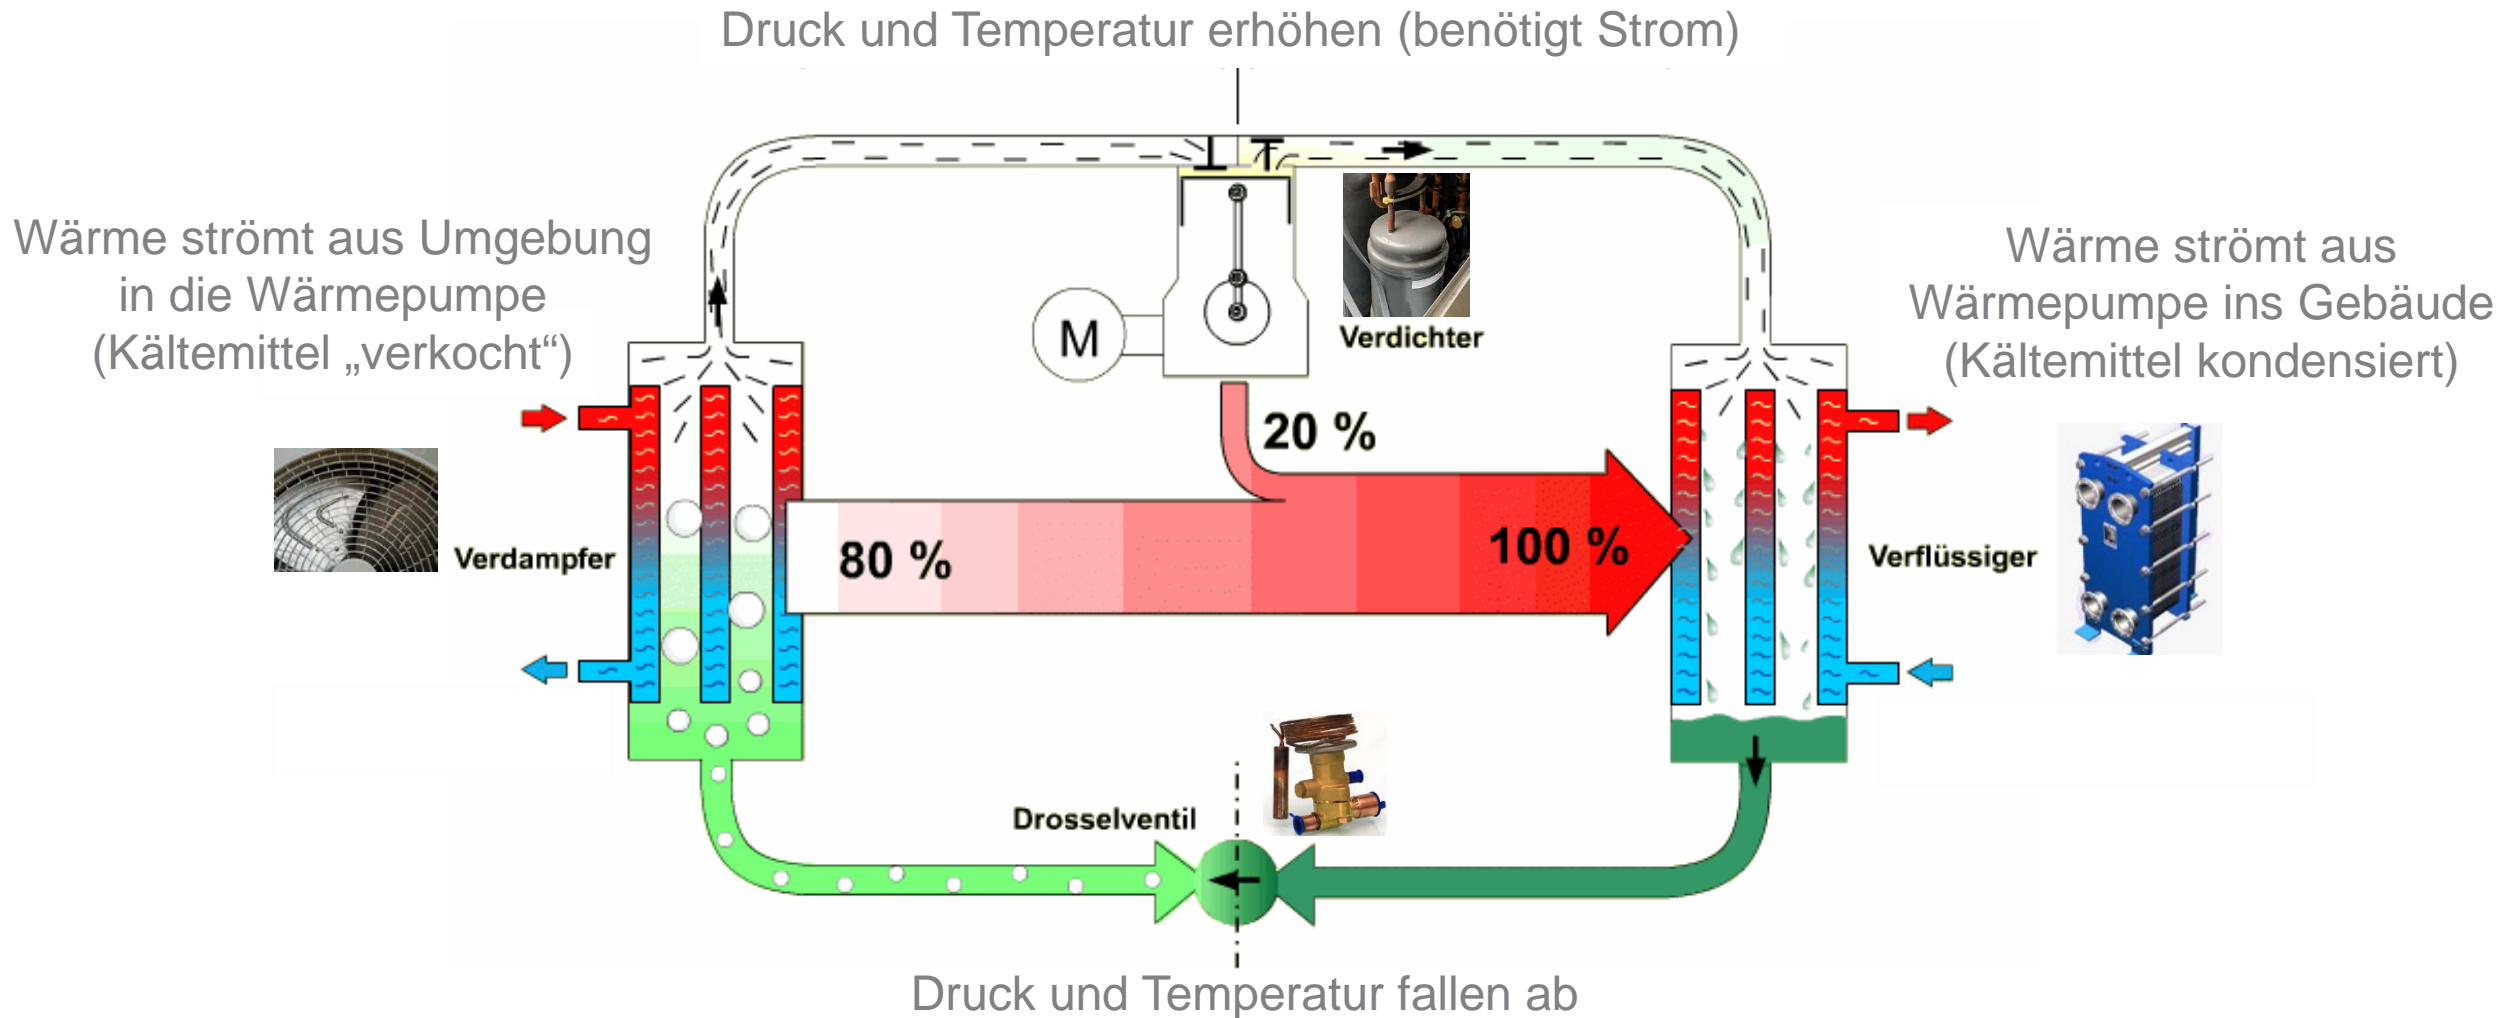 Druck und Temperatur erhöhen (benötigt Strom)
Wärme strömt aus Umgebung
in die Wärmepumpe
(Kältemittel „verkocht“)
Wärme strömt aus
Wärmepumpe ins Gebäude
(Kältemittel kondensiert)
M
Verdichter
20 %
80 %
100 %
Verdampfer
Verflüssiger
Drosselventil
Druck und Temperatur fallen ab